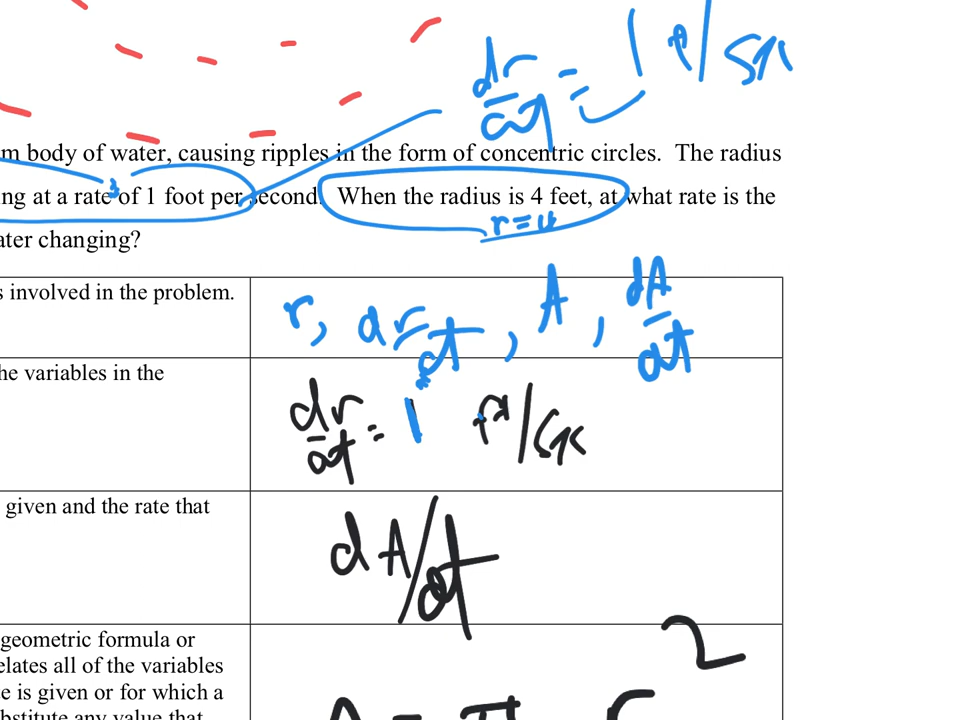 dr/dt = 1 ft/sec
m body of water, causing ripples in the form of concentric circles. The radius
ng at a rate of 1 foot per second. When the radius is 4 feet, at what rate is the
r = 4
ater changing?
s involved in the problem.
r, dr/dt, A, dA/dt
he variables in the
dr/dt = 1 ft/sec
given and the rate that
dA/dt
geometric formula or
elates all of the variables
e is given or for which a
bstitute any value that
A = π r 2